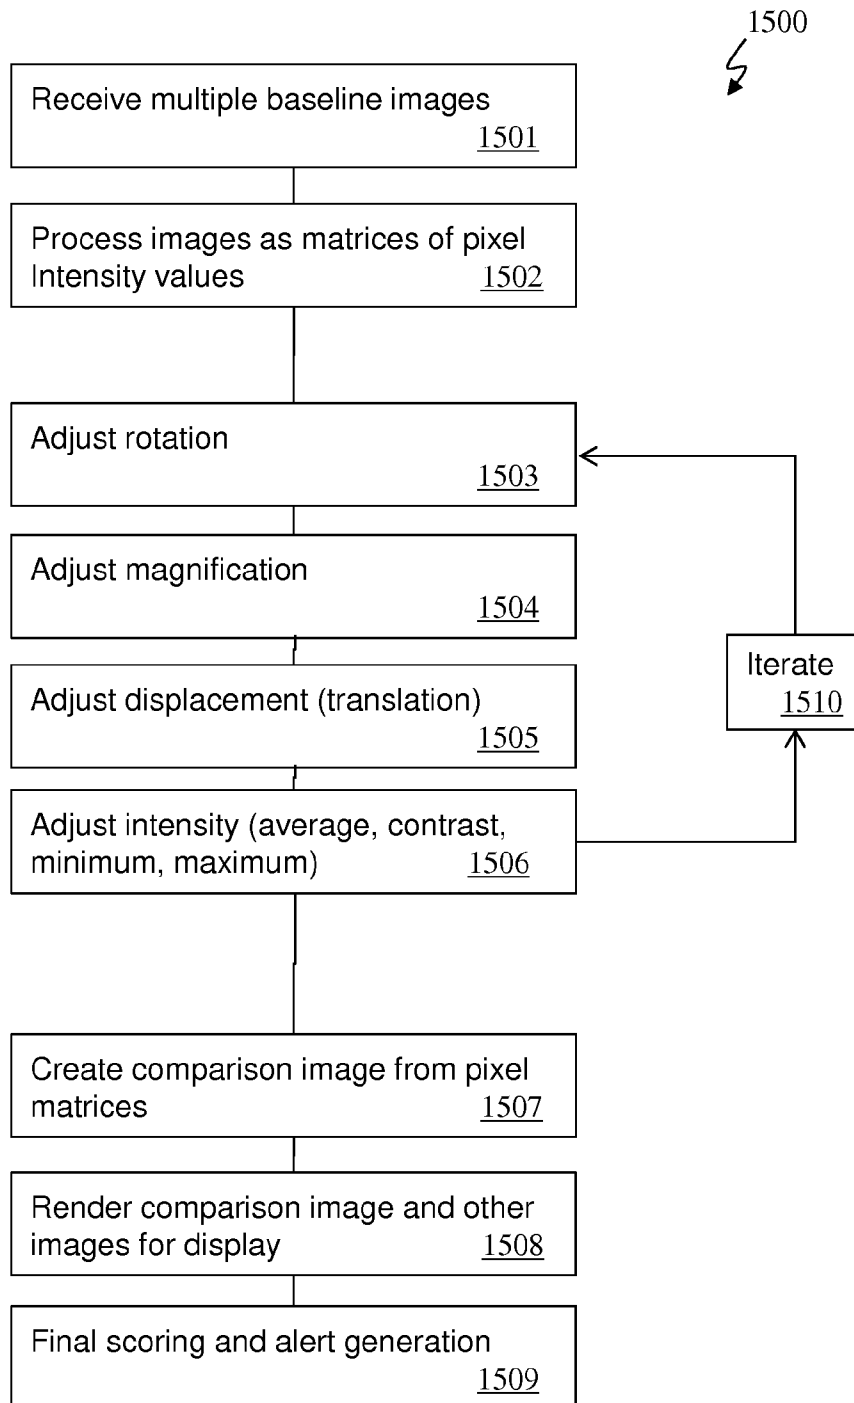 1500
Receive multiple baseline images
1501
Process images as matrices of pixel
Intensity values 1502
Adjust rotation
1503
Adjust magnification
1504
Iterate
1510
Adjust displacement (translation)
1505
Adjust intensity (average, contrast,
minimum, maximum) 1506
Create comparison image from pixel
matrices 1507
Render comparison image and other
images for display 1508
Final scoring and alert generation
1509